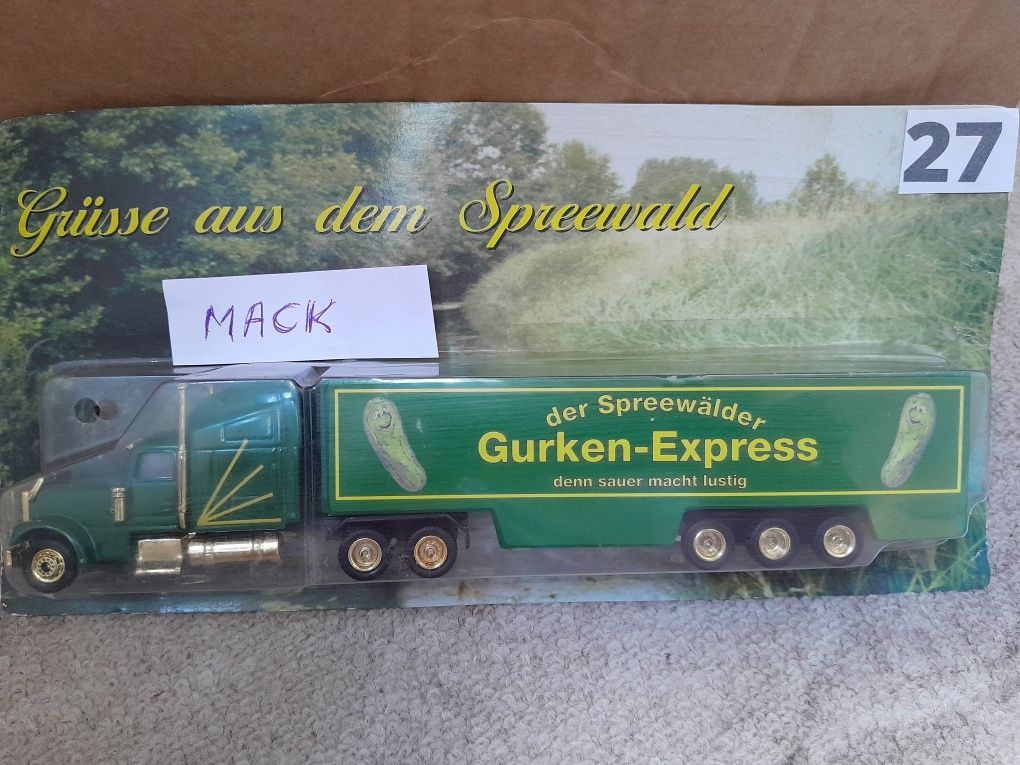 27
Grüsse aus dem Spreewald
MACK
der Spreewälder
Gurken-Express
denn sauer macht lustig